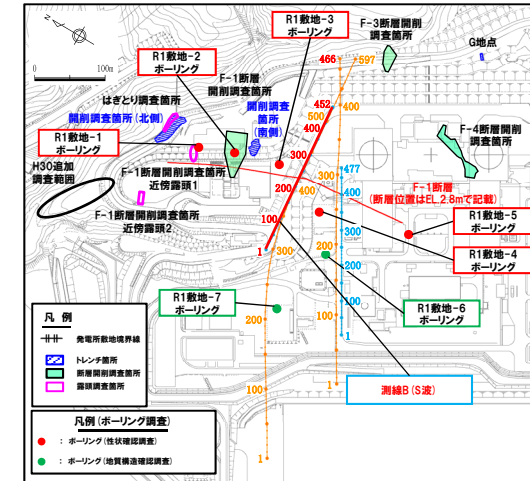 R1敷地-3
ボーリング
F-3断層開削
調査箇所
G地点
R1敷地-2
ボーリング
F-1断層
開削調査箇所
はぎとり調査箇所
開削調査箇所(北側)
開削調査
箇所
(南側)
R1敷地-1
ボーリング
H30追加
調査範囲
F-1断層開削調査箇所
近傍露頭1
F-1断層開削調査箇所
近傍露頭2
F-4断層開削
調査箇所
F-1断層
(断層位置はEL.2.8mで記載)
R1敷地-5
ボーリング
R1敷地-4
ボーリング
R1敷地-6
ボーリング
R1敷地-7
ボーリング
測線B(S波)
0
100m
466
597
500
452
400
400
300
200
100
1
300
200
100
1
300
200
100
1
477
400
300
200
100
1
凡 例
発電所敷地境界線
トレンチ箇所
断層開削調査箇所
露頭調査箇所
凡例(ボーリング調査)
: ボーリング(性状確認調査)
: ボーリング(地質構造確認調査)